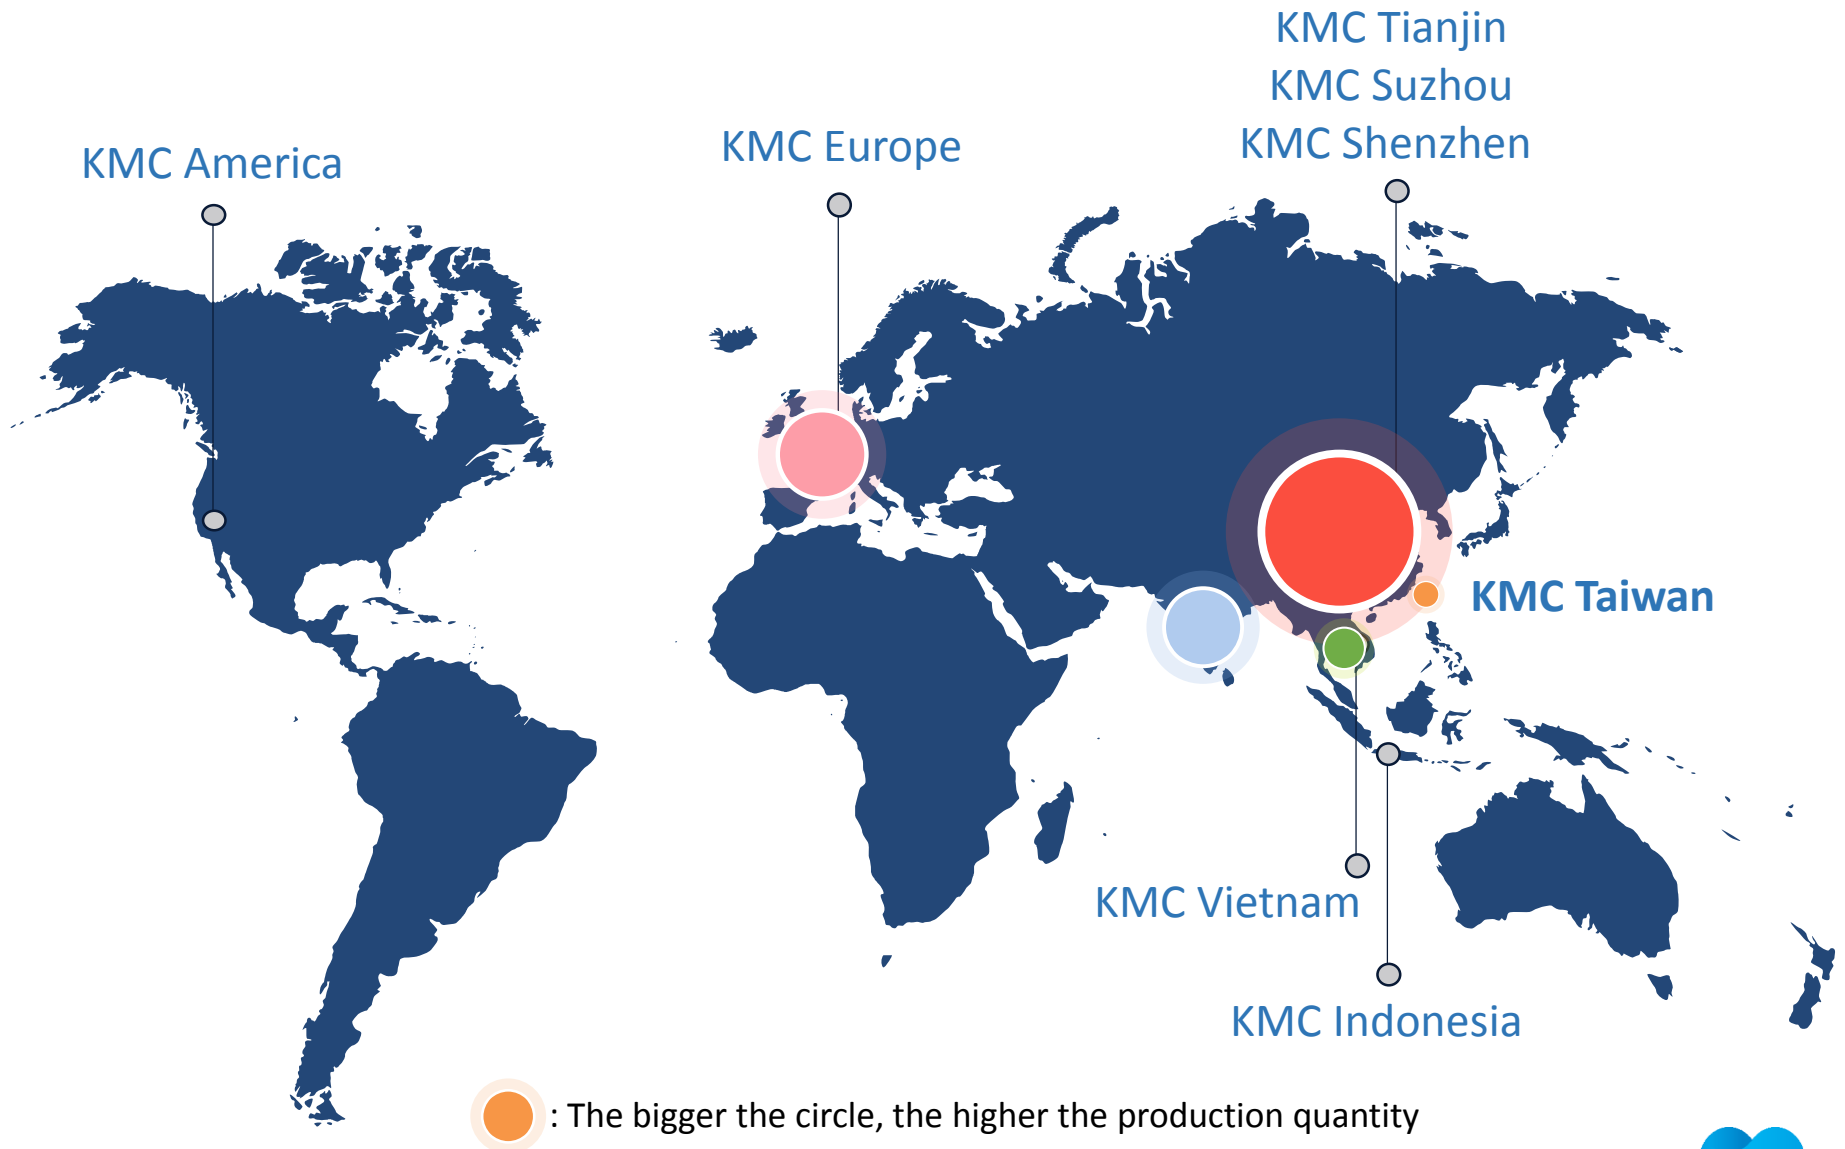 KMC Tianjin
KMC Suzhou
KMC Shenzhen
KMC Europe
KMC America
KMC Taiwan
KMC Vietnam
KMC Indonesia
: The bigger the circle, the higher the production quantity